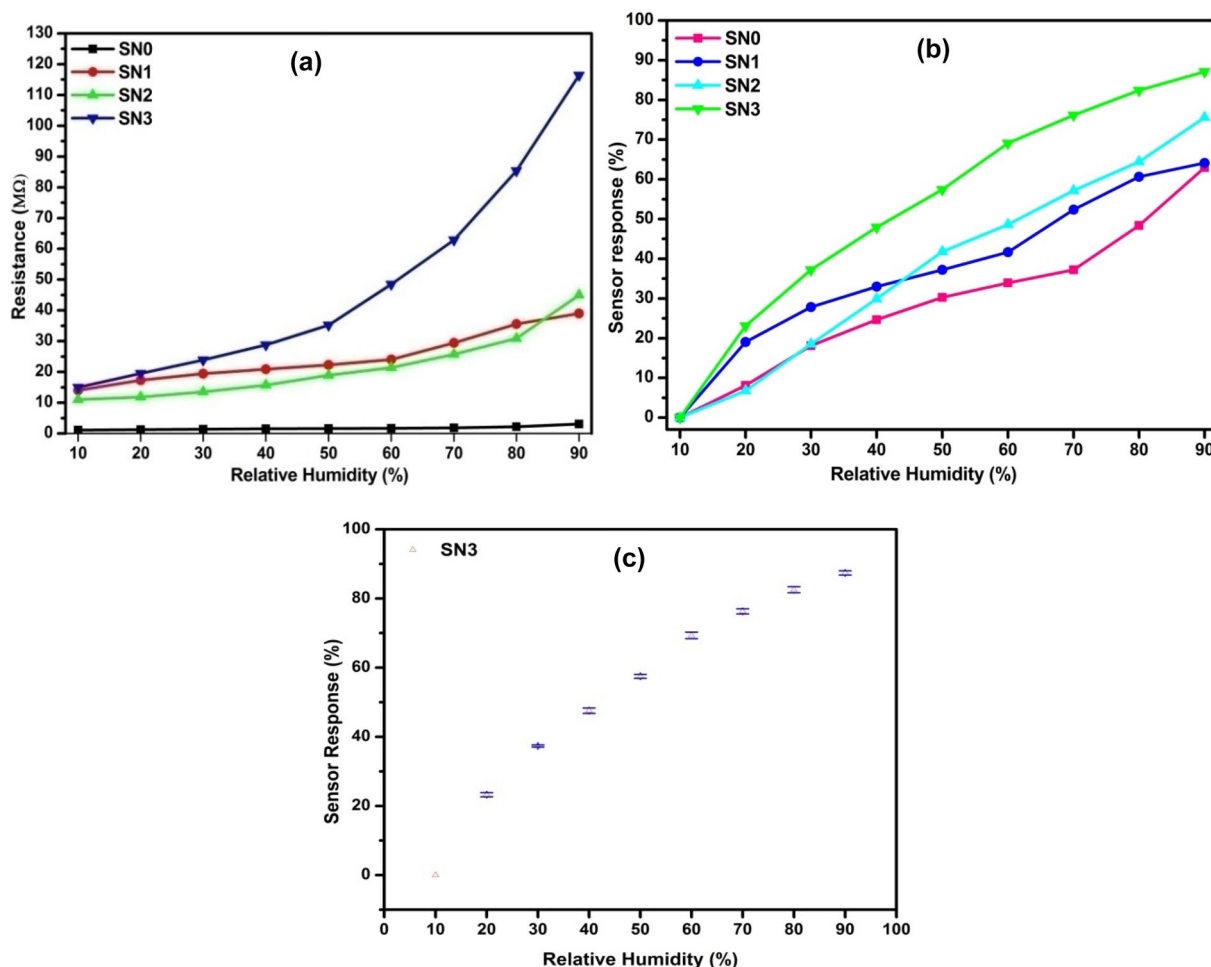 (a)
SN0
SN1
SN2
SN3
130
120
110
100
90
80
70
60
50
40
30
20
10
0
Resistance (MΩ)
10 20 30 40 50 60 70 80 90
Relative Humidity (%)
(b)
SN0
SN1
SN2
SN3
100
90
80
70
60
50
40
30
20
10
0
Sensor response (%)
10 20 30 40 50 60 70 80 90
Relative Humidity (%)
(c)
SN3
100
80
60
40
20
0
Sensor Response (%)
0 10 20 30 40 50 60 70 80 90 100
Relative Humidity (%)